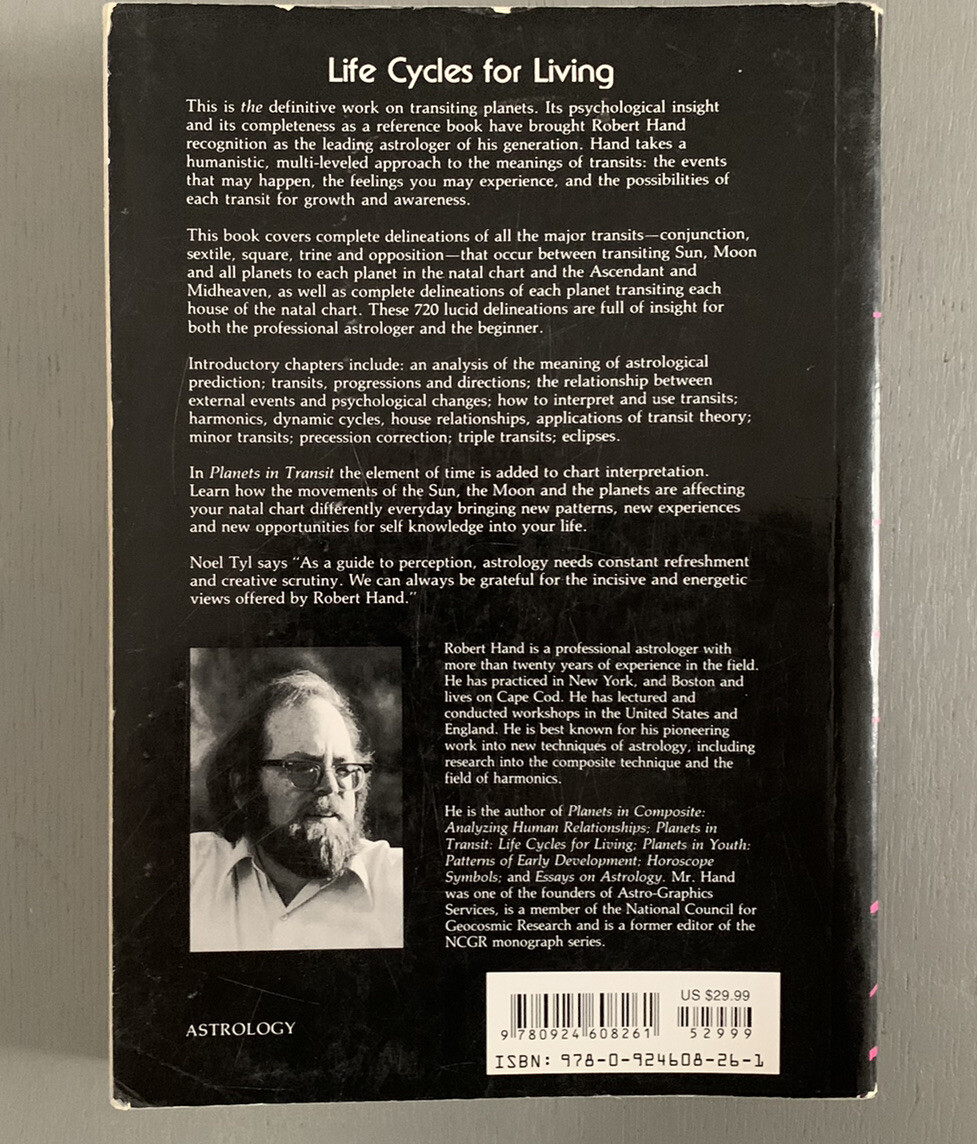 Life Cycles for Living
This is the definitive work on transiting planets. Its psychological insight
and its completeness as a reference book have brought Robert Hand
recognition as the leading astrologer of his generation. Hand takes a
humanistic, multi-leveled approach to the meanings of transits: the events
that may happen, the feelings you may experience, and the possibilities of
each transit for growth and awareness.
This book covers complete delineations of all the major transits—conjunction,
sextile, square, trine and opposition—that occur between transiting Sun, Moon
and all planets to each planet in the natal chart and the Ascendant and
Midheaven, as well as complete delineations of each planet transiting each
house of the natal chart. These 720 lucid delineations are full of insight for
both the professional astrologer and the beginner.
Introductory chapters include: an analysis of the meaning of astrological
prediction; transits, progressions and directions; the relationship between
external events and psychological changes; how to interpret and use transits;
harmonics, dynamic cycles, house relationships, applications of transit theory;
minor transits; precession correction; triple transits; eclipses.
In Planets in Transit the element of time is added to chart interpretation.
Learn how the movements of the Sun, the Moon and the planets are affecting
your natal chart differently everyday bringing new patterns, new experiences
and new opportunities for self knowledge into your life.
Noel Tyl says "As a guide to perception, astrology needs constant refreshment
and creative scrutiny. We can always be grateful for the incisive and energetic
views offered by Robert Hand."
Robert Hand is a professional astrologer with
more than twenty years of experience in the field.
He has practiced in New York, and Boston and
lives on Cape Cod. He has lectured and
conducted workshops in the United States and
England. He is best known for his pioneering
work into new techniques of astrology, including
research into the composite technique and the
field of harmonics.
He is the author of Planets in Composite:
Analyzing Human Relationships; Planets in
Transit: Life Cycles for Living; Planets in Youth:
Patterns of Early Development; Horoscope
Symbols; and Essays on Astrology. Mr. Hand
was one of the founders of Astro-Graphics
Services, is a member of the National Council for
Geocosmic Research and is a former editor of the
NCGR monograph series.
ASTROLOGY
US $29.99
9 780924 608261
52999
ISBN: 978-0-924608-26-1